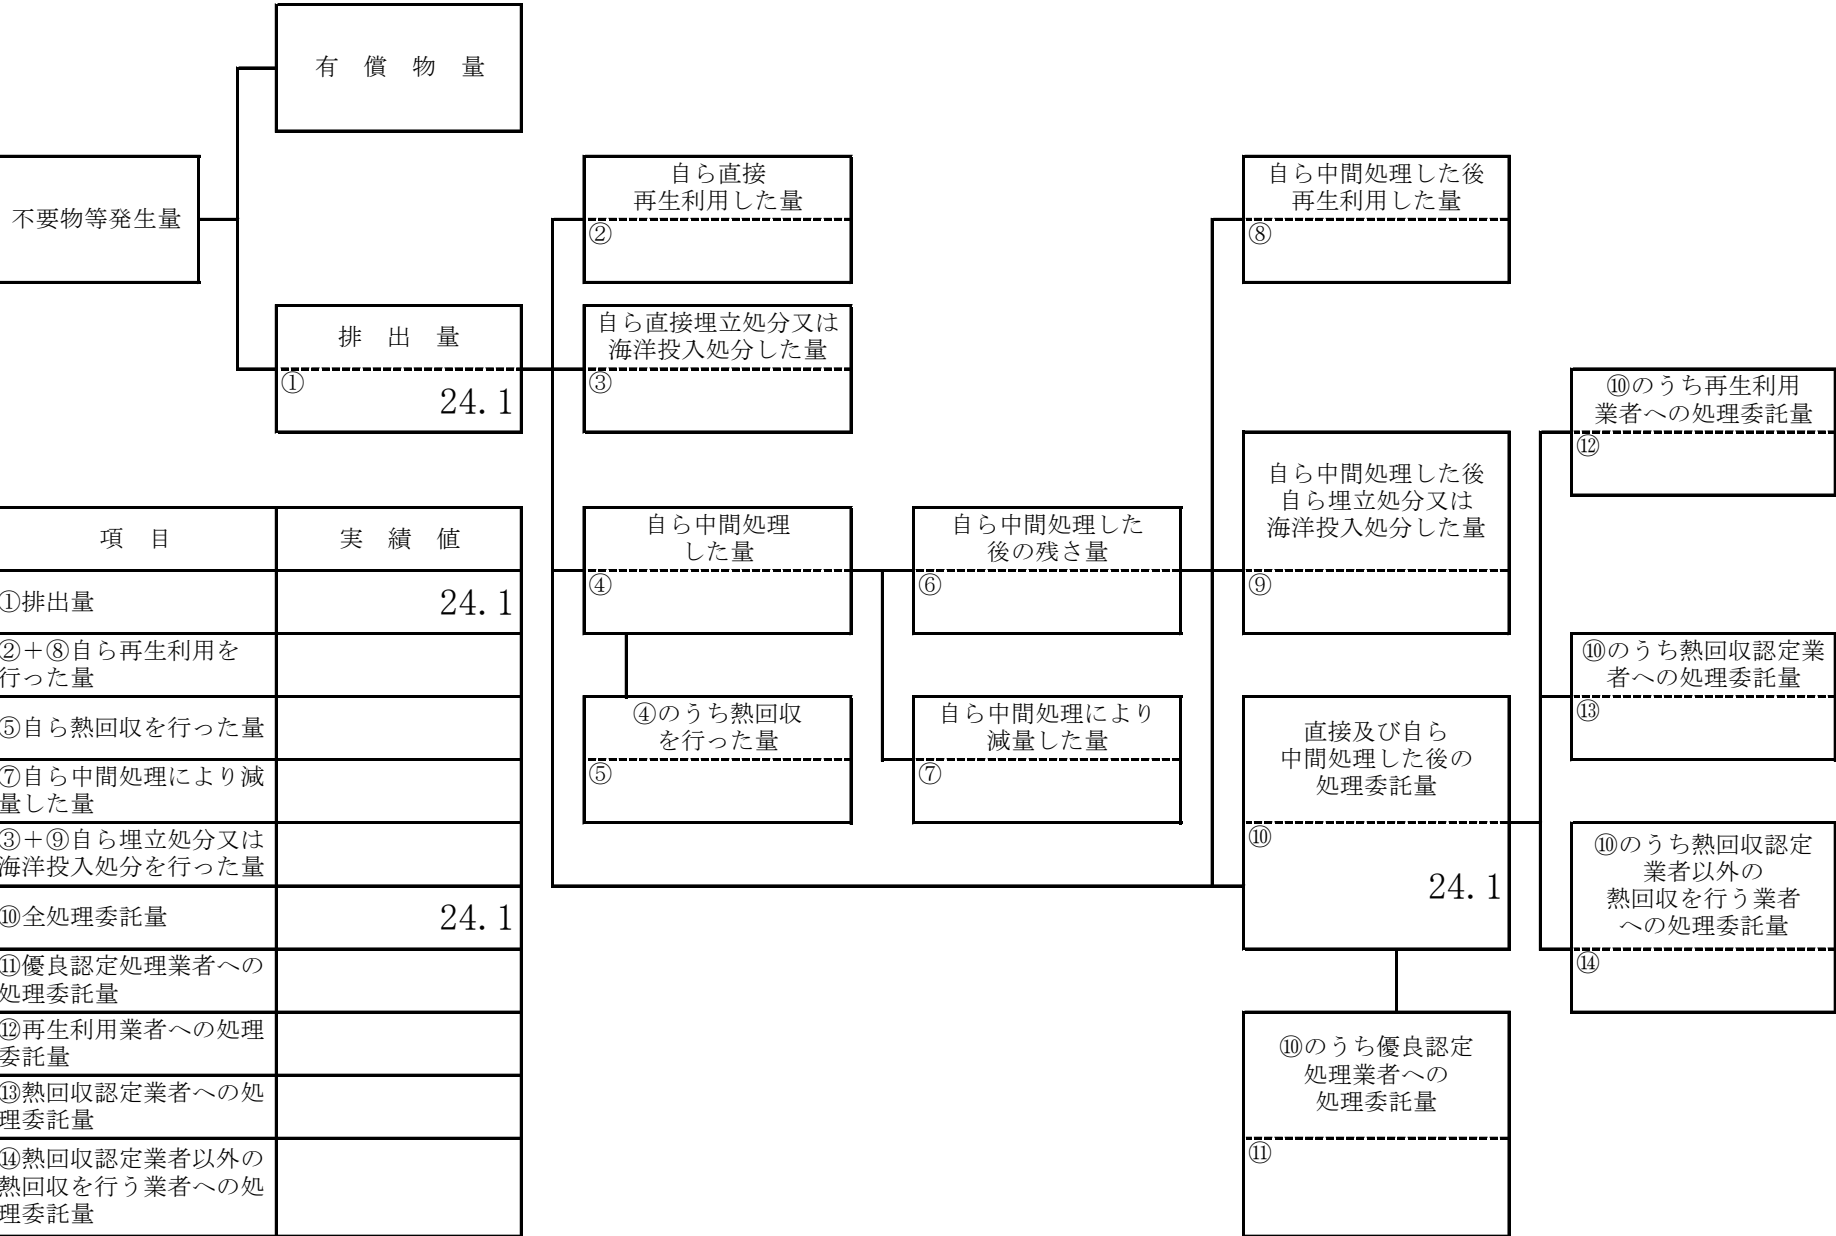 有　償　物　量
不要物等発生量
排　出　量
①
24.1
自ら直接
再生利用した量
②
自ら直接埋立処分又は
海洋投入処分した量
③
自ら中間処理
した量
④
④のうち熱回収
を行った量
⑤
自ら中間処理した
後の残さ量
⑥
自ら中間処理により
減量した量
⑦
自ら中間処理した後
再生利用した量
⑧
自ら中間処理した後
自ら埋立処分又は
海洋投入処分した量
⑨
直接及び自ら
中間処理した後の
処理委託量
⑩
24.1
⑩のうち優良認定
処理業者への
処理委託量
⑪
⑩のうち再生利用
業者への処理委託量
⑫
⑩のうち熱回収認定業
者への処理委託量
⑬
⑩のうち熱回収認定
業者以外の
熱回収を行う業者
への処理委託量
⑭
項　目
実　績　値
①排出量
24.1
②＋⑧自ら再生利用を
行った量
⑤自ら熱回収を行った量
⑦自ら中間処理により減
量した量
③＋⑨自ら埋立処分又は
海洋投入処分を行った量
⑩全処理委託量
24.1
⑪優良認定処理業者への
処理委託量
⑫再生利用業者への処理
委託量
⑬熱回収認定業者への処
理委託量
⑭熱回収認定業者以外の
熱回収を行う業者への処
理委託量